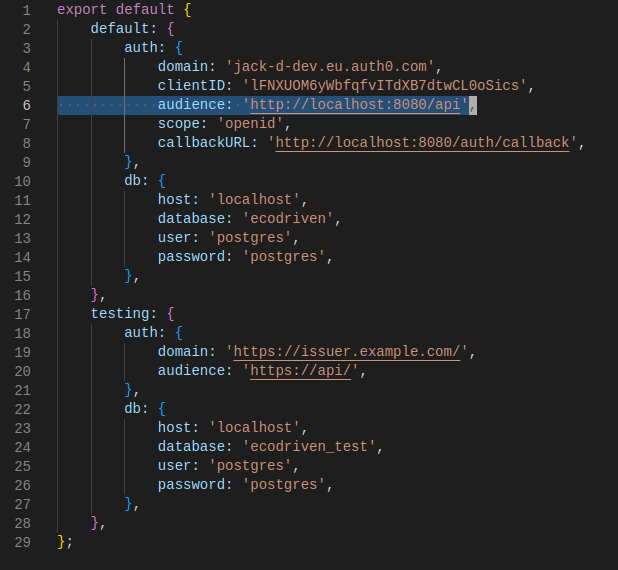 1 export default {
2     default: {
3         auth: {
4             domain: 'jack-d-dev.eu.auth0.com',
5             clientID: 'lFNXUOM6yWbfqfvITdXB7dtwCL0oSics',
6             audience: 'http://localhost:8080/api',
7             scope: 'openid',
8             callbackURL: 'http://localhost:8080/auth/callback',
9         },
10         db: {
11             host: 'localhost',
12             database: 'ecodriven',
13             user: 'postgres',
14             password: 'postgres',
15         },
16     },
17     testing: {
18         auth: {
19             domain: 'https://issuer.example.com/',
20             audience: 'https://api/',
21         },
22         db: {
23             host: 'localhost',
24             database: 'ecodriven_test',
25             user: 'postgres',
26             password: 'postgres',
27         },
28     },
29 };